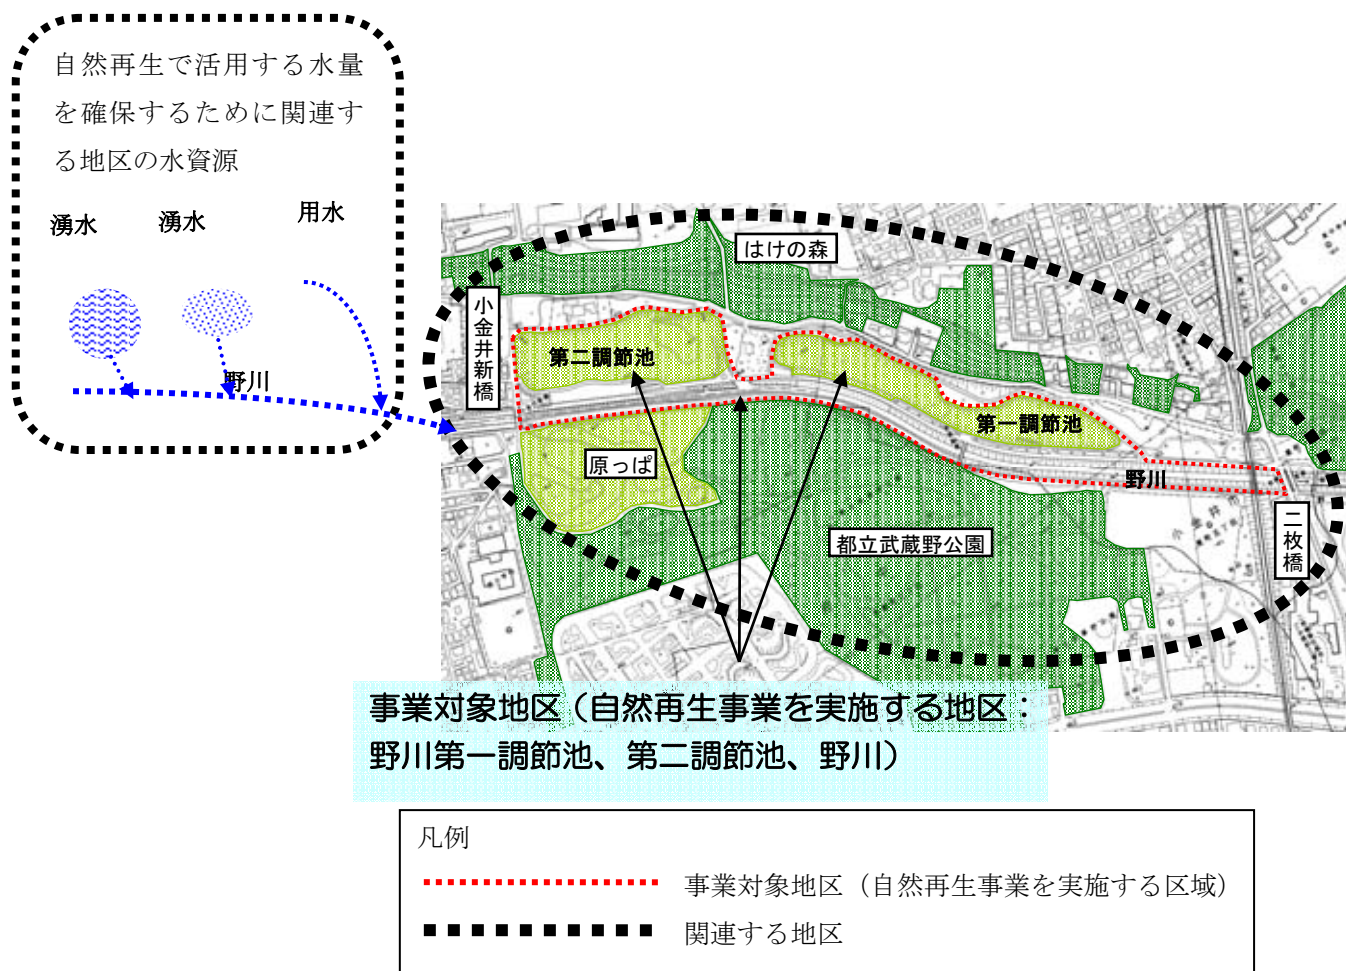 自然再生で活用する水量
を確保するために関連す
る地区の水資源
湧水
湧水
用水
野川
はけの森
小金井新橋
第二調節池
第一調節池
原っぱ
野川
都立武蔵野公園
二枚橋
事業対象地区（自然再生事業を実施する地区：
野川第一調節池、第二調節池、野川）
凡例
事業対象地区（自然再生事業を実施する区域）
関連する地区